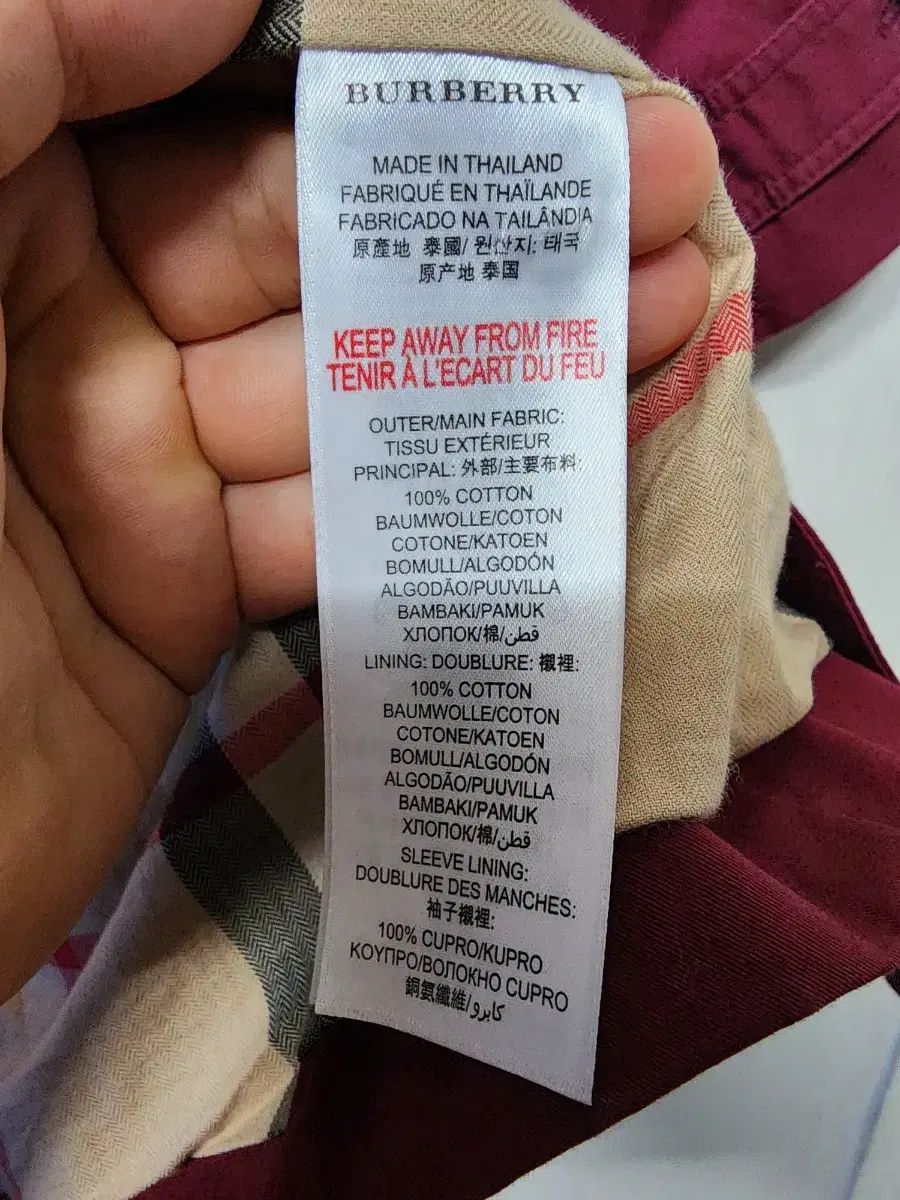 BURBERRY
MADE IN THAILAND
FABRIQUÉ EN THAÏLANDE
FABRICADO NA TAILÂNDIA
原產地 泰國/ 원산지: 태국
原产地 泰国
KEEP AWAY FROM FIRE
TENIR À L'ECART DU FEU
OUTER/MAIN FABRIC:
TISSU EXTÉRIEUR
PRINCIPAL: 外部/主要布料:
100% COTTON
BAUMWOLLE/COTON
COTONE/KATOEN
BOMULL/ALGODÓN
ALGODÃO/PUUVILLA
BAMBAKI/PAMUK
ХЛОПОК/棉/قطن
LINING: DOUBLURE: 襯裡:
100% COTTON
BAUMWOLLE/COTON
COTONE/KATOEN
BOMULL/ALGODÓN
ALGODÃO/PUUVILLA
BAMBAKI/PAMUK
ХЛОПОК/棉/قطن
SLEEVE LINING:
DOUBLURE DES MANCHES:
袖子襯裡:
100% CUPRO/KUPRO
ΚΟΥΠΡΟ/ВОЛОКНО CUPRO
銅氨纖維/كابرو